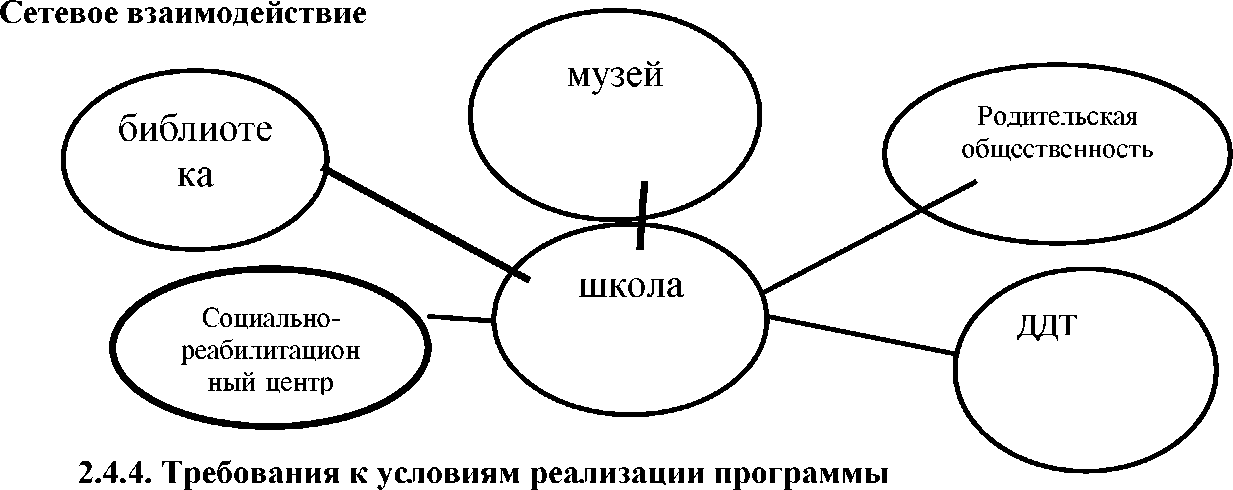 Сетевое взаимодействие
музей
библиоте
ка
Родительская
общественность
школа
Социально-
реабилитацион
ный центр
ДДТ
2.4.4. Требования к условиям реализации программы